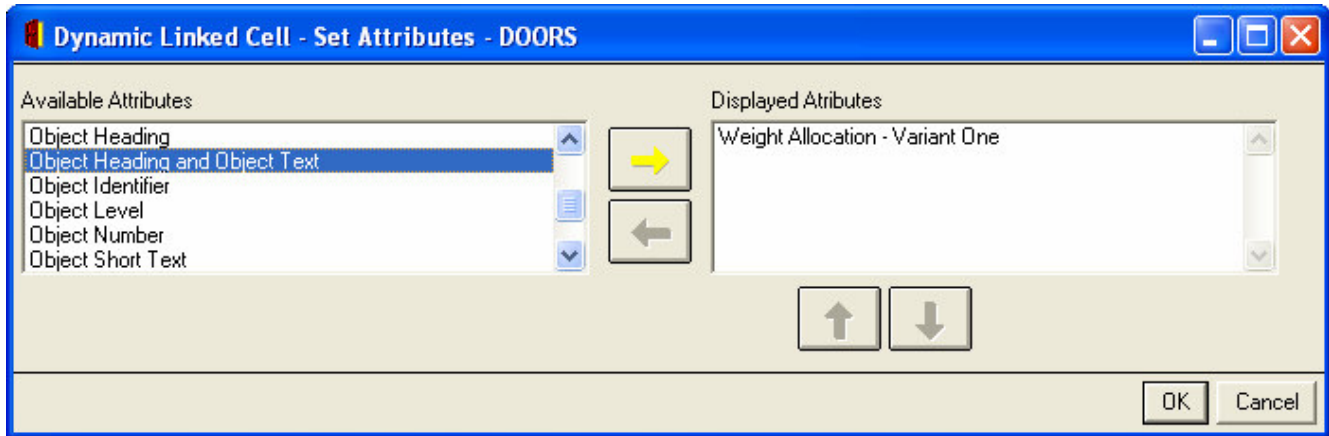 Dynamic Linked Cell - Set Attributes - DOORS
Available Attributes
Object Heading
Object Heading and Object Text
Object Identifier
Object Level
Object Number
Object Short Text
Displayed Atributes
Weight Allocation - Variant One
OK
Cancel